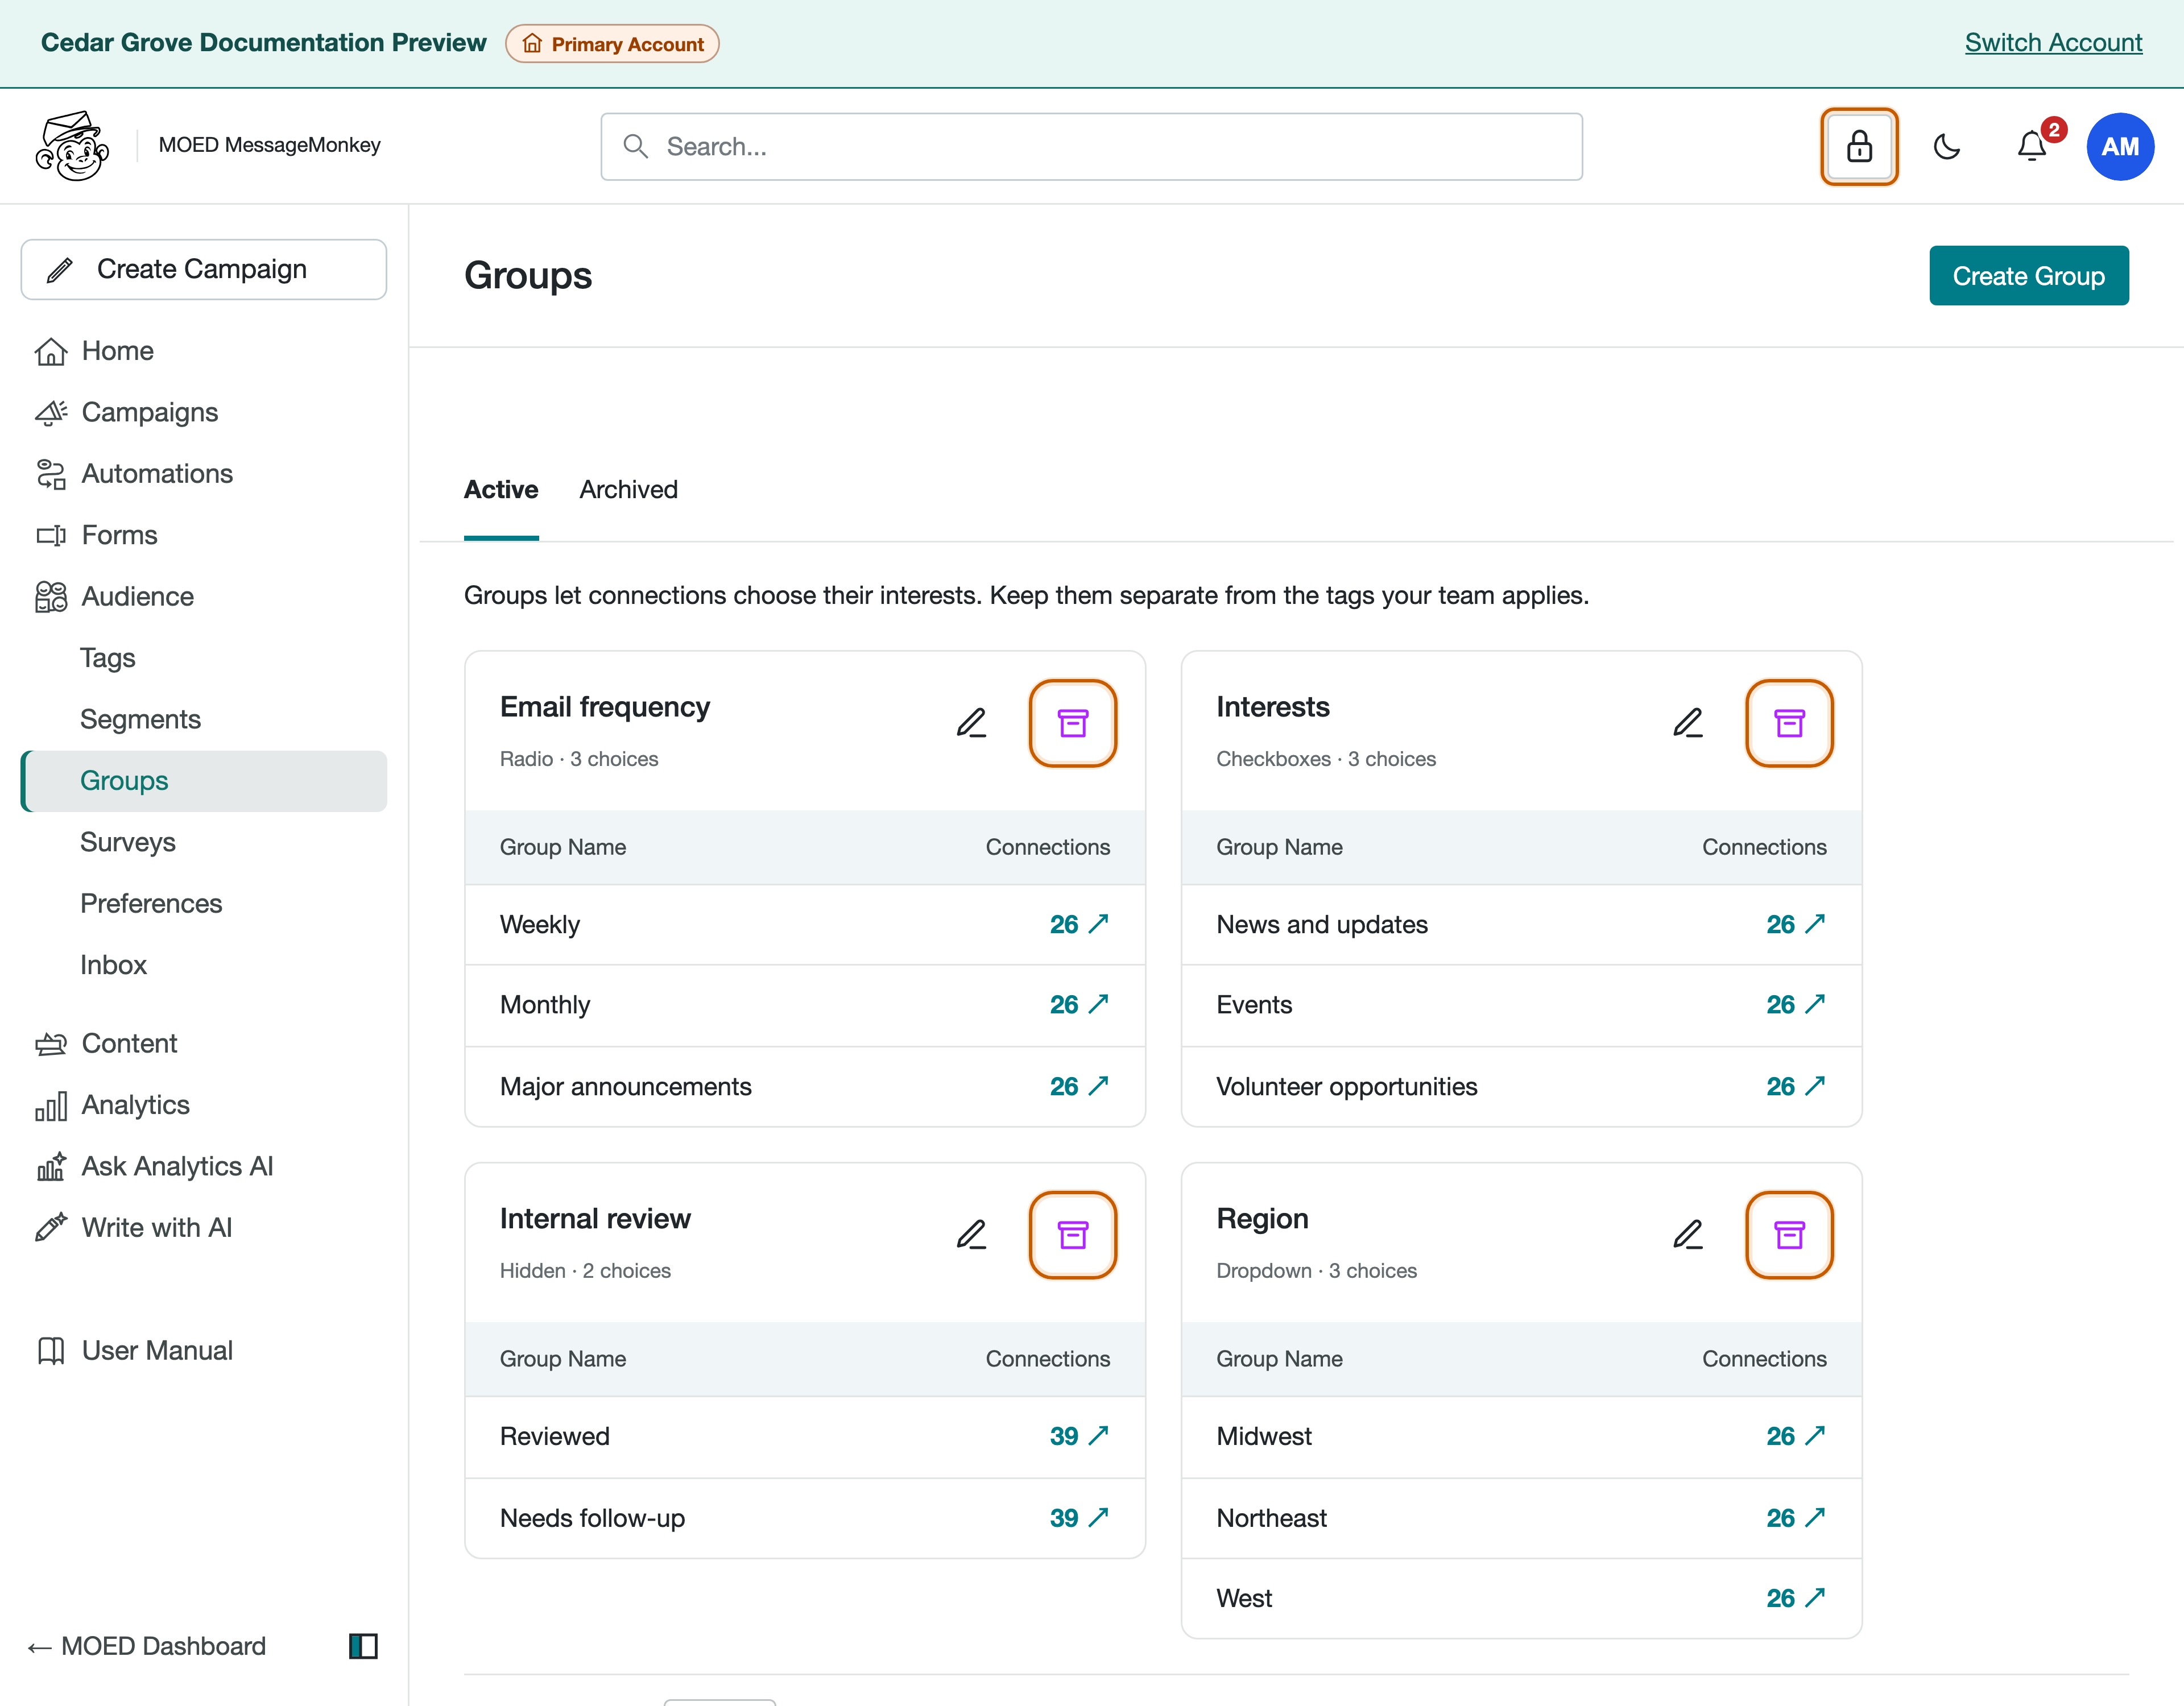 Cedar Grove Documentation Preview
Primary Account
Switch Account
MOED MessageMonkey
Search...
2
AM
Create Campaign
Home
Campaigns
Automations
Forms
Audience
Tags
Segments
Groups
Surveys
Preferences
Inbox
Content
Analytics
Ask Analytics AI
Write with AI
User Manual
← MOED Dashboard
Groups
Create Group
Active
Archived
Groups let connections choose their interests. Keep them separate from the tags your team applies.
Email frequency
Radio · 3 choices
Group Name Connections
Weekly 26 ↗
Monthly 26 ↗
Major announcements 26 ↗
Interests
Checkboxes · 3 choices
Group Name Connections
News and updates 26 ↗
Events 26 ↗
Volunteer opportunities 26 ↗
Internal review
Hidden · 2 choices
Group Name Connections
Reviewed 39 ↗
Needs follow-up 39 ↗
Region
Dropdown · 3 choices
Group Name Connections
Midwest 26 ↗
Northeast 26 ↗
West 26 ↗